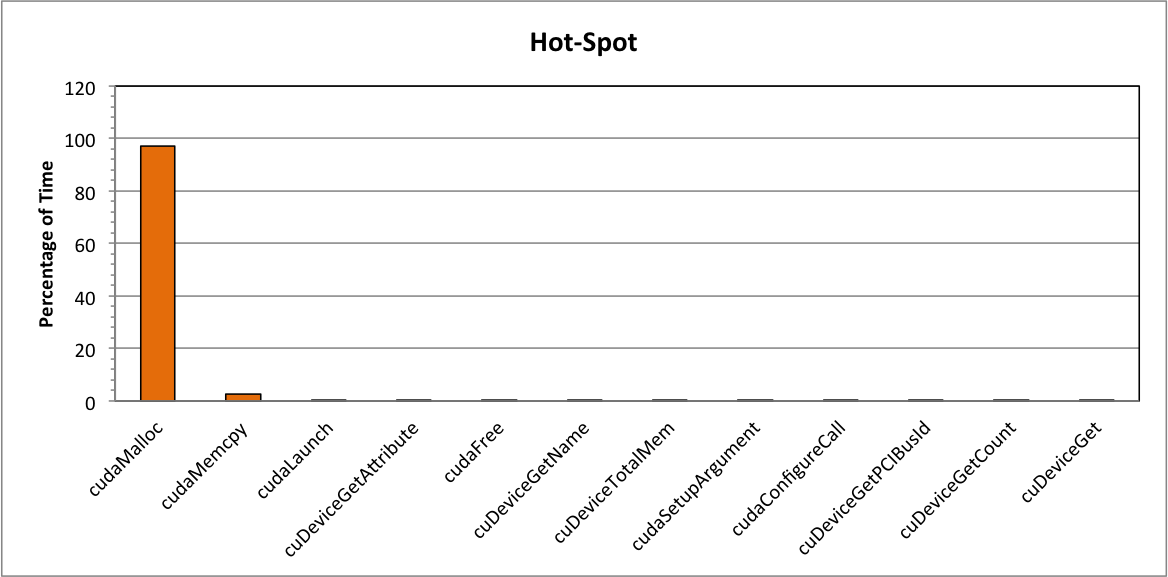 Hot-Spot
Percentage of Time
120
100
80
60
40
20
0
cudaMalloc
cudaMemcpy
cudaLaunch
cuDeviceGetAttribute
cudaFree
cuDeviceGetName
cuDeviceTotalMem
cudaSetupArgument
cudaConfigureCall
cuDeviceGetPCIBusId
cuDeviceGetCount
cuDeviceGet